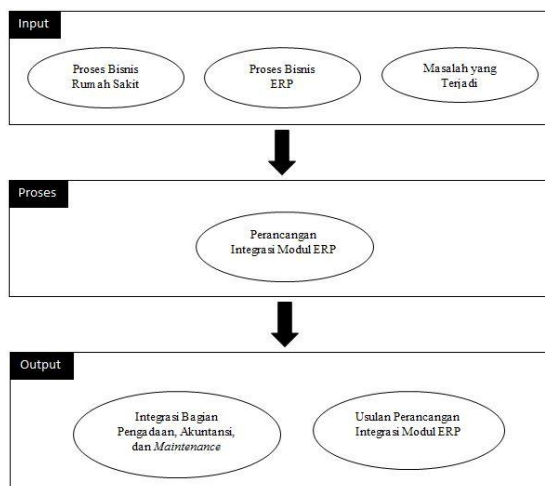 Input
Proses Bisnis
Rumah Sakit
Proses Bisnis
ERP
Masalah yang
Terjadi
Proses
Perancangan
Integrasi Modul ERP
Output
Integrasi Bagian
Pengadaan, Akuntansi,
dan Maintenance
Usulan Perancangan
Integrasi Modul ERP